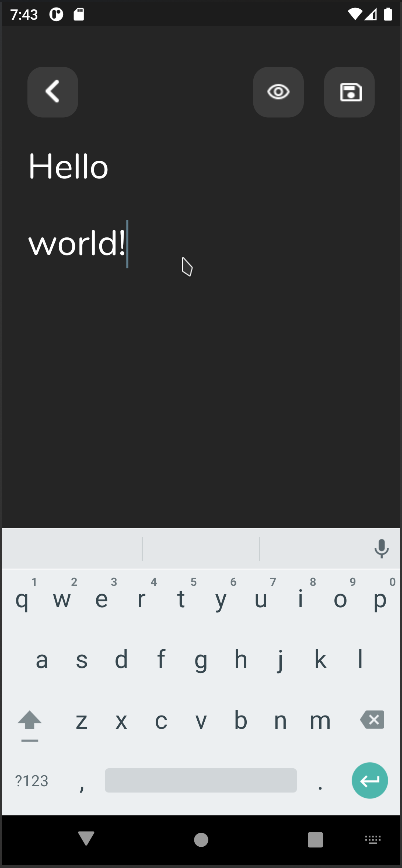 7:43
Hello
world!
1 2 3 4 5 6 7 8 9 0
q w e r t y u i o p
a s d f g h j k l
z x c v b n m
?123 , .